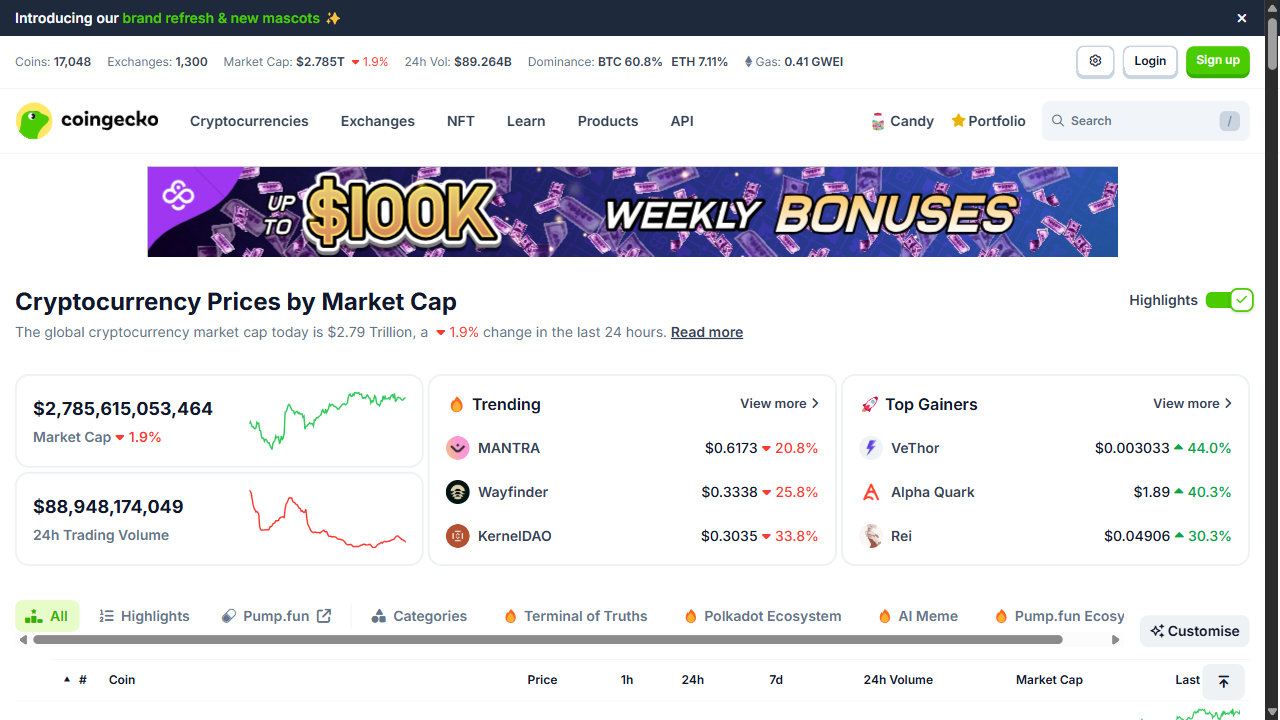 Introducing our brand refresh & new mascots ✨
Coins: 17,048 Exchanges: 1,300 Market Cap: $2.785T 1.9% 24h Vol: $89.264B Dominance: BTC 60.8% ETH 7.11% Gas: 0.41 GWEI
Login
Sign up
coingecko
Cryptocurrencies
Exchanges
NFT
Learn
Products
API
Candy
Portfolio
Search
/
UP TO $100K WEEKLY BONUSES
Cryptocurrency Prices by Market Cap
Highlights
The global cryptocurrency market cap today is $2.79 Trillion, a 1.9% change in the last 24 hours. Read more
$2,785,615,053,464
Market Cap 1.9%
$88,948,174,049
24h Trading Volume
Trending
View more
MANTRA $0.6173 20.8%
Wayfinder $0.3338 25.8%
KernelDAO $0.3035 33.8%
Top Gainers
View more
VeThor $0.003033 44.0%
Alpha Quark $1.89 40.3%
Rei $0.04906 30.3%
All
Highlights
Pump.fun
Categories
Terminal of Truths
Polkadot Ecosystem
AI Meme
Pump.fun Ecosy
Customise
# Coin Price 1h 24h 7d 24h Volume Market Cap Last